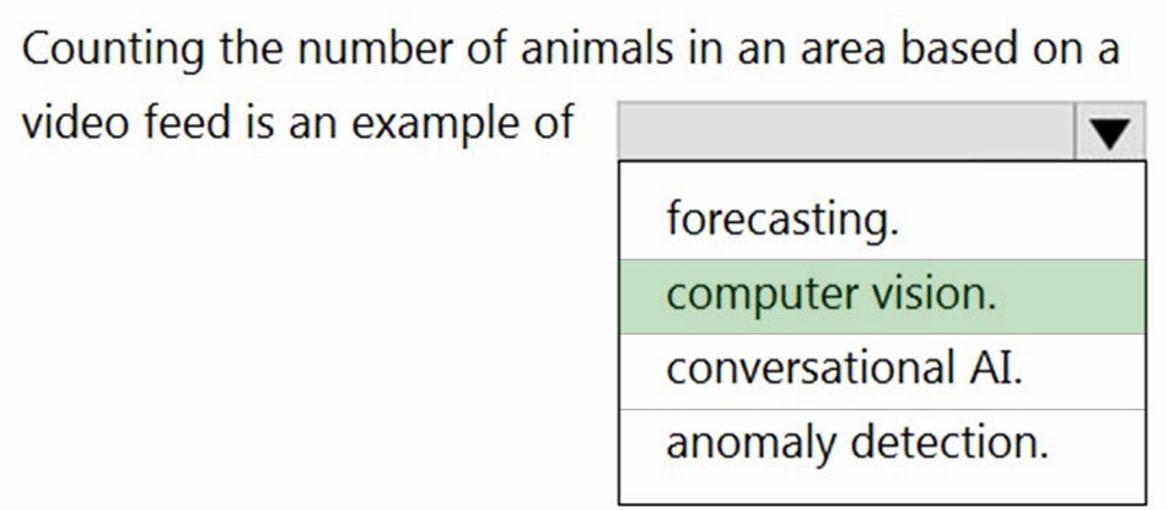 Counting the number of animals in an area based on a
video feed is an example of
forecasting.
computer vision.
conversational AI.
anomaly detection.